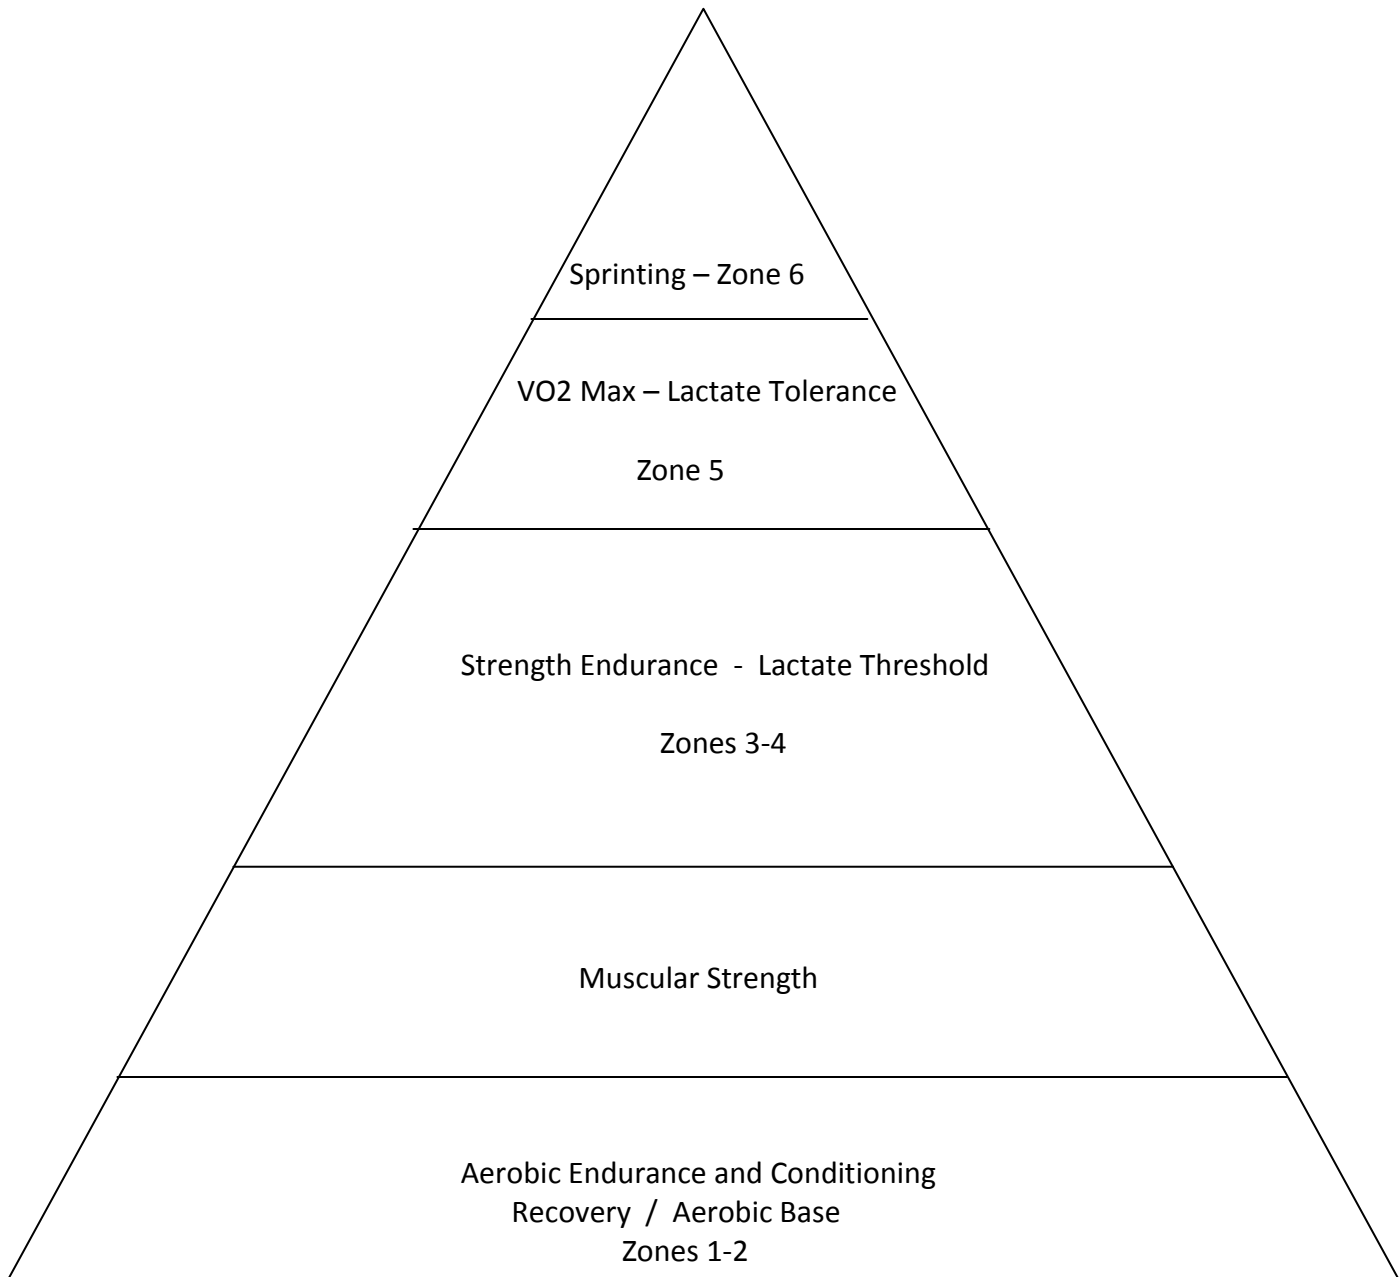 Sprinting – Zone 6
VO2 Max – Lactate Tolerance
Zone 5
Strength Endurance - Lactate Threshold
Zones 3-4
Muscular Strength
Aerobic Endurance and Conditioning
Recovery / Aerobic Base
Zones 1-2